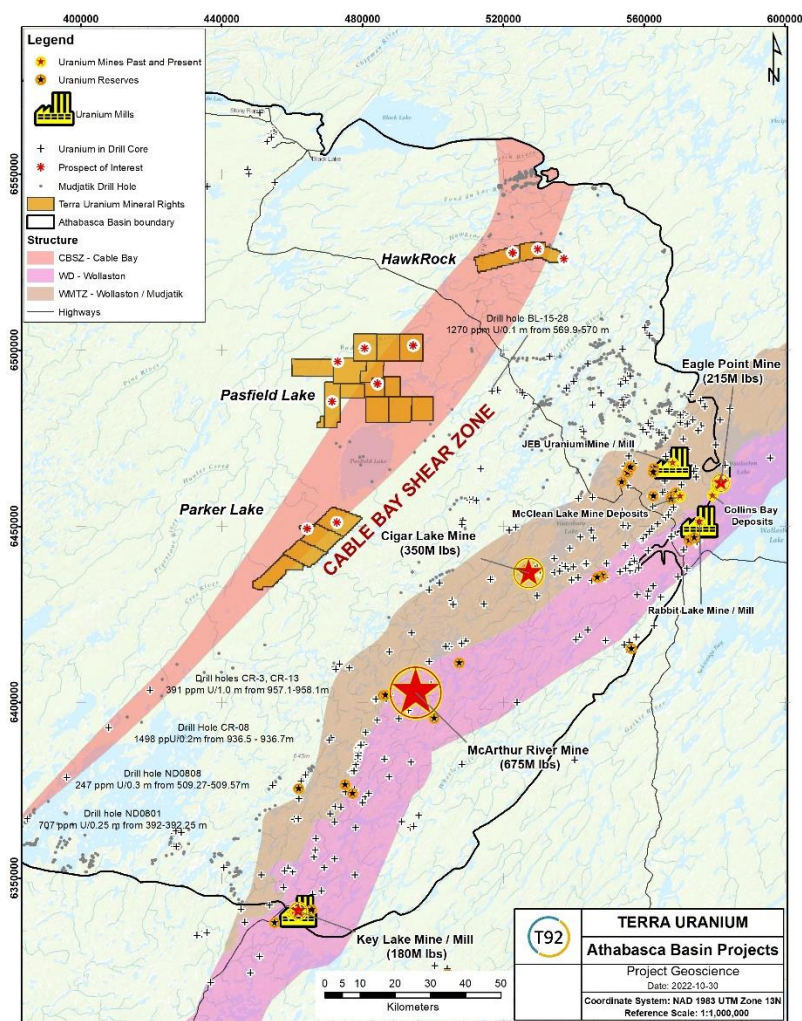 400000 440000 480000 520000 560000 600000
Legend
Uranium Mines Past and Present
Uranium Reserves
Uranium Mills
Uranium in Drill Core
Prospect of Interest
Mudjatik Drill Hole
Terra Uranium Mineral Rights
Athabasca Basin boundary
Structure
CBSZ - Cable Bay
WD - Wollaston
WMTZ - Wollaston / Mudjatik
Highways
N
6550000
6500000
6450000
6400000
6350000
Black Lake
Black Lake
HawkRock
Drill hole BL-15-28
1270 ppm U/0.1 m from 569.9-570 m
Eagle Point Mine
(215M lbs)
Pasfield Lake
Pasfield Lake
JEB Uranium Mine / Mill
CABLE BAY SHEAR ZONE
McClean Lake Mine Deposits
Collins Bay
Deposits
Parker Lake
Cigar Lake Mine
(350M lbs)
Rabbit Lake Mine / Mill
Drill holes CR-3, CR-13
391 ppm U/1.0 m from 957.1-958.1m
Drill Hole CR-08
1498 ppU/0.2m from 936.5 - 936.7m
McArthur River Mine
(675M lbs)
Drill hole ND0808
247 ppm U/0.3 m from 509.27-509.57m
Drill hole ND0801
707 ppm U/0.25 m from 392-392.25 m
Key Lake Mine / Mill
(180M lbs)
0 5 10 20 30 40 50
Kilometers
T92
TERRA URANIUM
Athabasca Basin Projects
Project Geoscience
Date: 2022-10-30
Coordinate System: NAD 1983 UTM Zone 13N
Reference Scale: 1:1,000,000